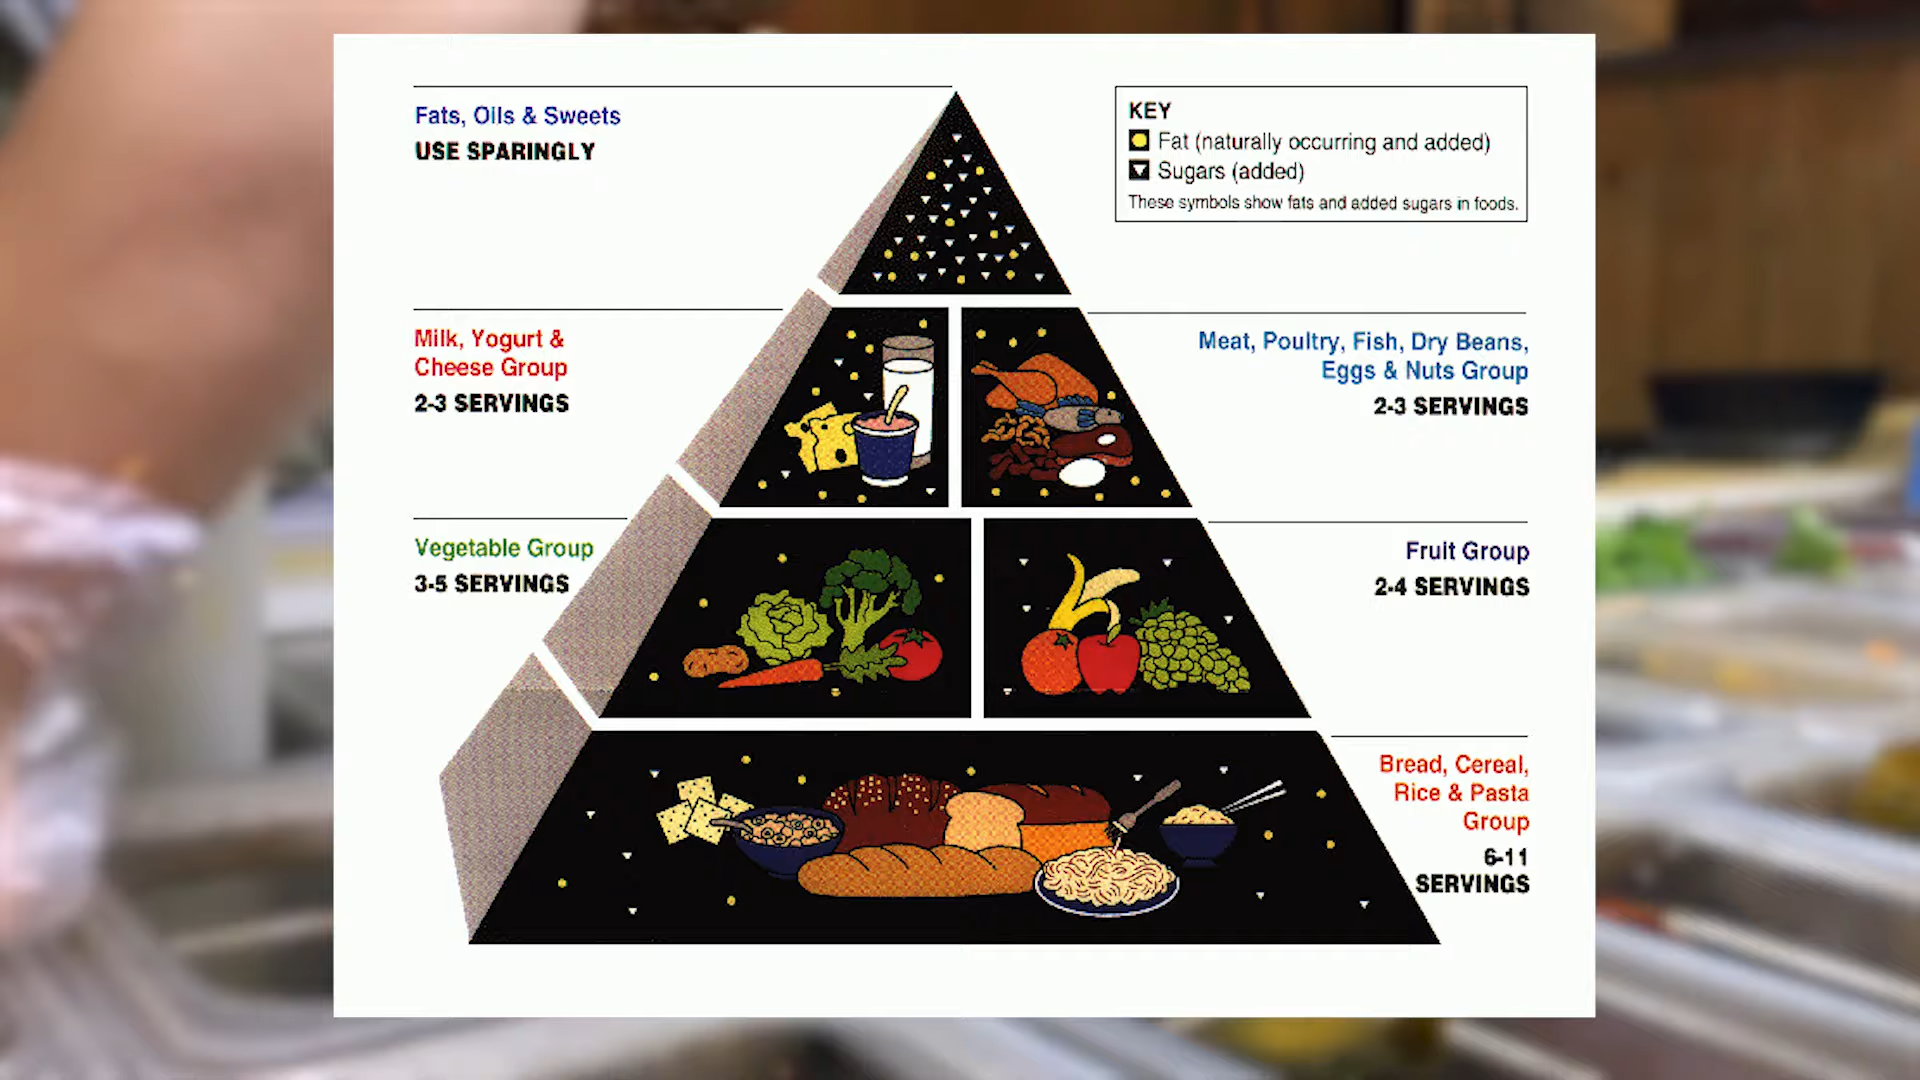 Fats, Oils & Sweets
USE SPARINGLY
KEY
Fat (naturally occurring and added)
Sugars (added)
These symbols show fats and added sugars in foods.
Milk, Yogurt &
Cheese Group
2-3 SERVINGS
Meat, Poultry, Fish, Dry Beans,
Eggs & Nuts Group
2-3 SERVINGS
Vegetable Group
3-5 SERVINGS
Fruit Group
2-4 SERVINGS
Bread, Cereal,
Rice & Pasta
Group
6-11
SERVINGS